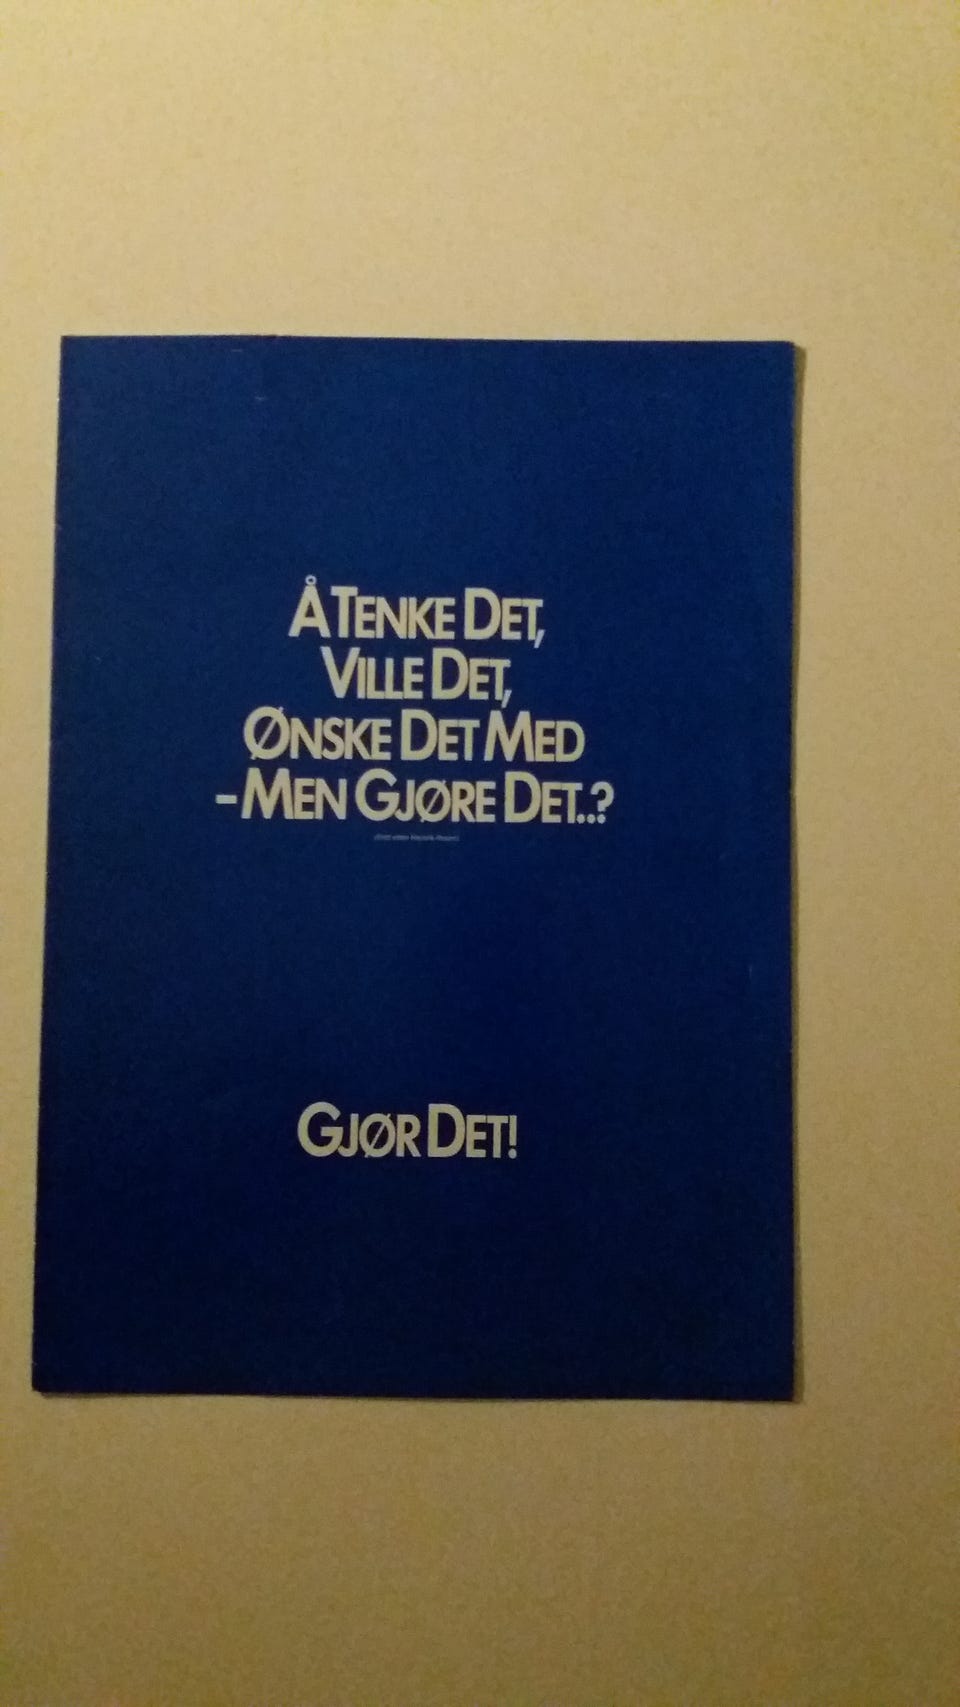 Å TENKE DET,
VILLE DET,
ØNSKE DET MED
- MEN GJØRE DET..?
GJØR DET!